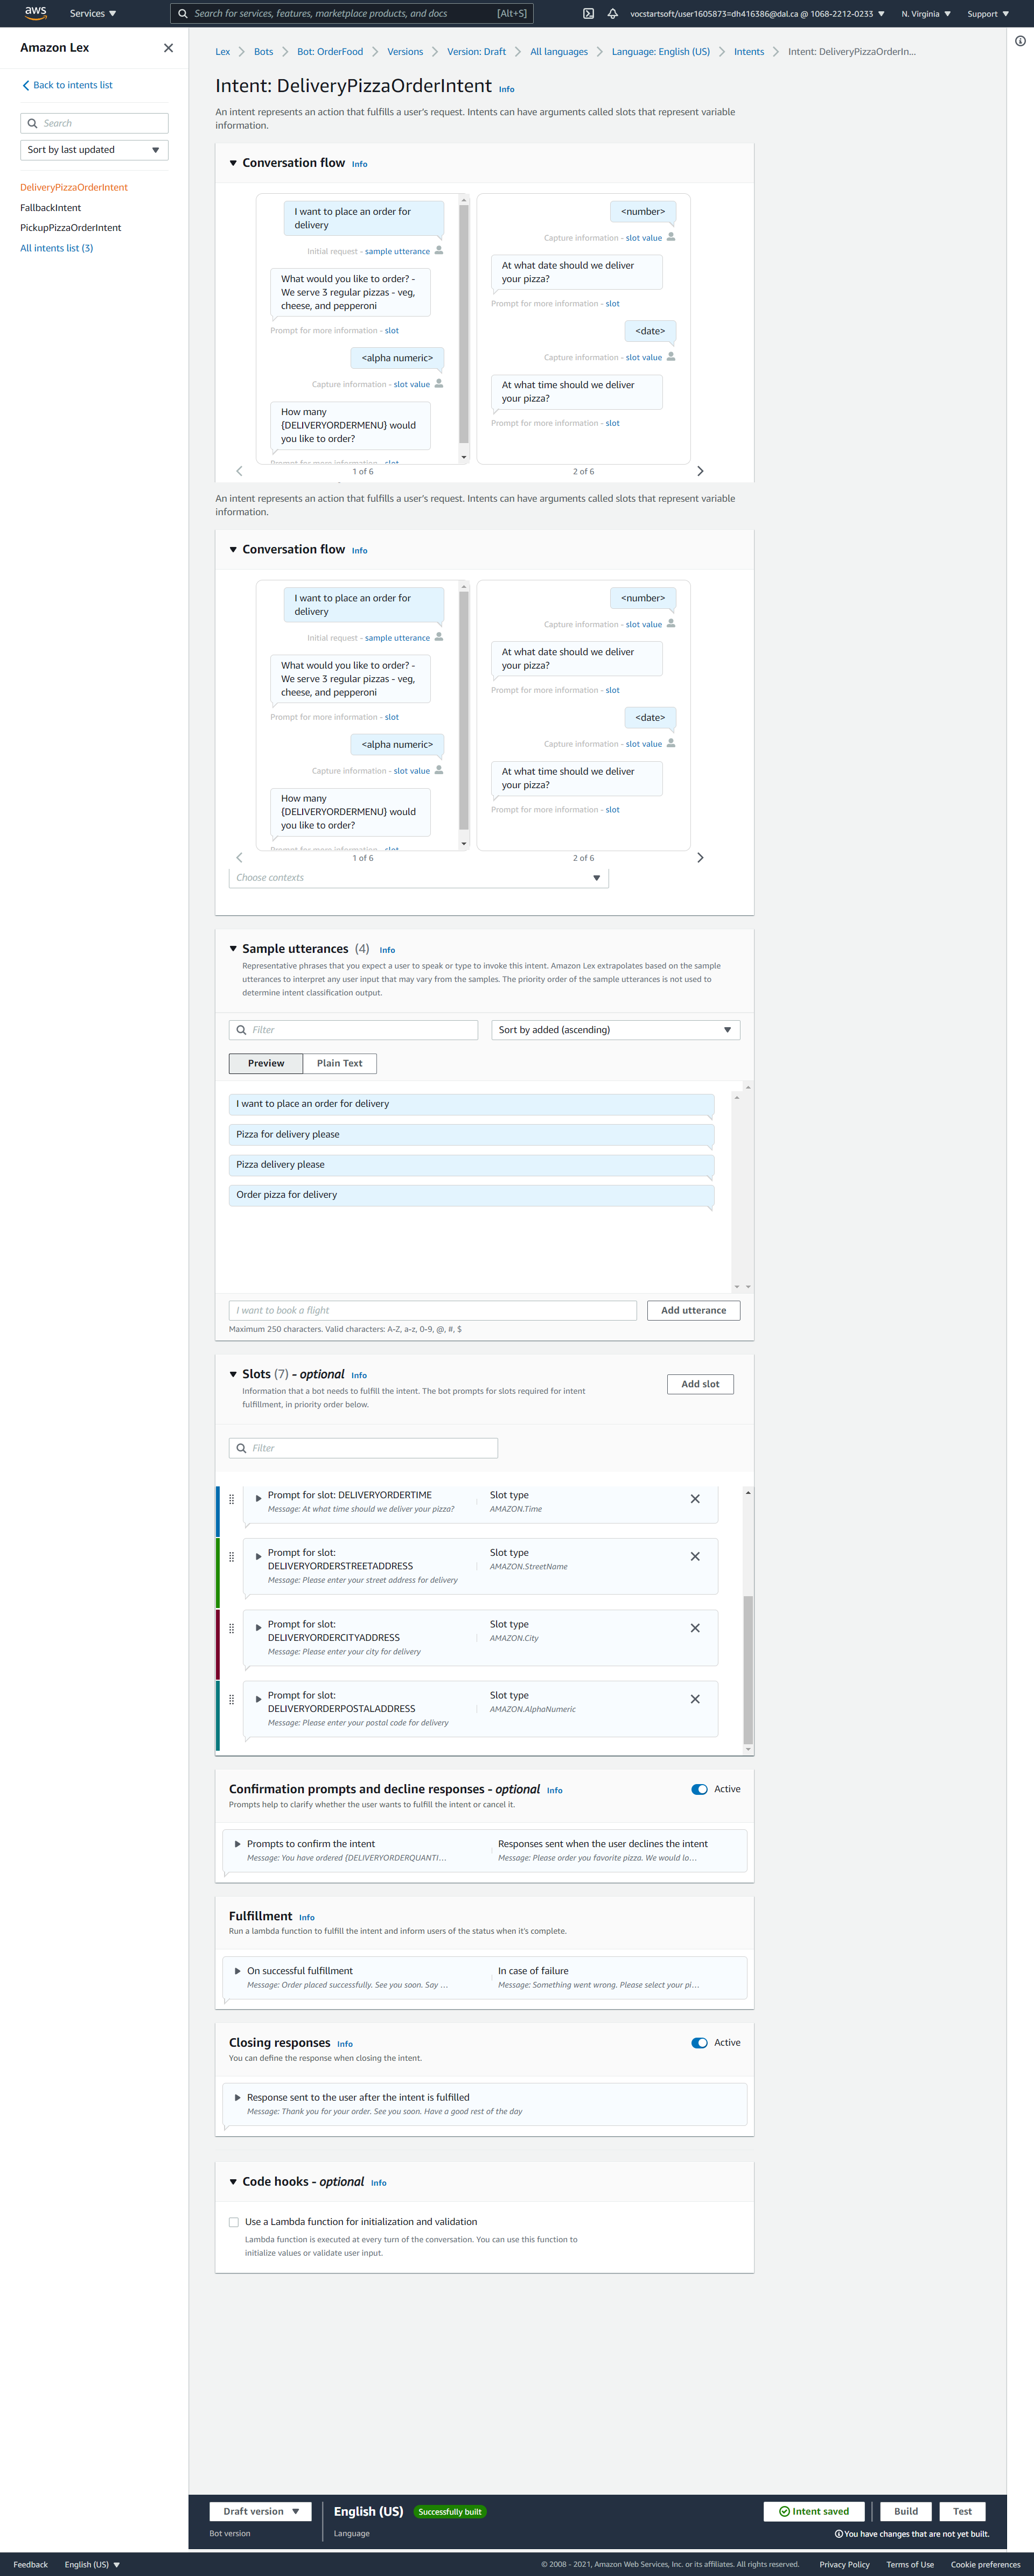 aws Services Search for services, features, marketplace products, and docs [Alt+S] vocstartsoft/user1605873=dh416386@dal.ca @ 1068-2212-0233 N. Virginia Support
Amazon Lex
Back to intents list
Search
Sort by last updated
DeliveryPizzaOrderIntent
FallbackIntent
PickupPizzaOrderIntent
All intents list (3)
Lex Bots Bot: OrderFood Versions Version: Draft All languages Language: English (US) Intents Intent: DeliveryPizzaOrderIn...
Intent: DeliveryPizzaOrderIntent Info
An intent represents an action that fulfills a user's request. Intents can have arguments called slots that represent variable
information.
Conversation flow Info
I want to place an order for
delivery
Initial request - sample utterance
What would you like to order? -
We serve 3 regular pizzas - veg,
cheese, and pepperoni
Prompt for more information - slot
<alpha numeric>
Capture information - slot value
How many
{DELIVERYORDERMENU} would
you like to order?
Prompt for more information - slot
1 of 6
<number>
Capture information - slot value
At what date should we deliver
your pizza?
Prompt for more information - slot
<date>
Capture information - slot value
At what time should we deliver
your pizza?
Prompt for more information - slot
2 of 6
An intent represents an action that fulfills a user's request. Intents can have arguments called slots that represent variable
information.
Conversation flow Info
I want to place an order for
delivery
Initial request - sample utterance
What would you like to order? -
We serve 3 regular pizzas - veg,
cheese, and pepperoni
Prompt for more information - slot
<alpha numeric>
Capture information - slot value
How many
{DELIVERYORDERMENU} would
you like to order?
Prompt for more information - slot
1 of 6
<number>
Capture information - slot value
At what date should we deliver
your pizza?
Prompt for more information - slot
<date>
Capture information - slot value
At what time should we deliver
your pizza?
Prompt for more information - slot
2 of 6
Choose contexts
Sample utterances (4) Info
Representative phrases that you expect a user to speak or type to invoke this intent. Amazon Lex extrapolates based on the sample
utterances to interpret any user input that may vary from the samples. The priority order of the sample utterances is not used to
determine intent classification output.
Filter Sort by added (ascending)
Preview Plain Text
I want to place an order for delivery
Pizza for delivery please
Pizza delivery please
Order pizza for delivery
I want to book a flight Add utterance
Maximum 250 characters. Valid characters: A-Z, a-z, 0-9, @, #, $
Slots (7) - optional Info
Information that a bot needs to fulfill the intent. The bot prompts for slots required for intent
fulfillment, in priority order below.
Add slot
Filter
Prompt for slot: DELIVERYORDERTIME Slot type
Message: At what time should we deliver your pizza? AMAZON.Time
Prompt for slot: Slot type
DELIVERYORDERSTREETADDRESS AMAZON.StreetName
Message: Please enter your street address for delivery
Prompt for slot: Slot type
DELIVERYORDERCITYADDRESS AMAZON.City
Message: Please enter your city for delivery
Prompt for slot: Slot type
DELIVERYORDERPOSTALADDRESS AMAZON.AlphaNumeric
Message: Please enter your postal code for delivery
Confirmation prompts and decline responses - optional Info Active
Prompts help to clarify whether the user wants to fulfill the intent or cancel it.
Prompts to confirm the intent Responses sent when the user declines the intent
Message: You have ordered {DELIVERYORDERQUANTI... Message: Please order you favorite pizza. We would lo...
Fulfillment Info
Run a lambda function to fulfill the intent and inform users of the status when it's complete.
On successful fulfillment In case of failure
Message: Order placed successfully. See you soon. Say ... Message: Something went wrong. Please select your pi...
Closing responses Info Active
You can define the response when closing the intent.
Response sent to the user after the intent is fulfilled
Message: Thank you for your order. See you soon. Have a good rest of the day
Code hooks - optional Info
Use a Lambda function for initialization and validation
Lambda function is executed at every turn of the conversation. You can use this function to
initialize values or validate user input.
Draft version English (US) Successfully built Intent saved Build Test
Bot version Language You have changes that are not yet built.
Feedback English (US) © 2008 - 2021, Amazon Web Services, Inc. or its affiliates. All rights reserved. Privacy Policy Terms of Use Cookie preferences